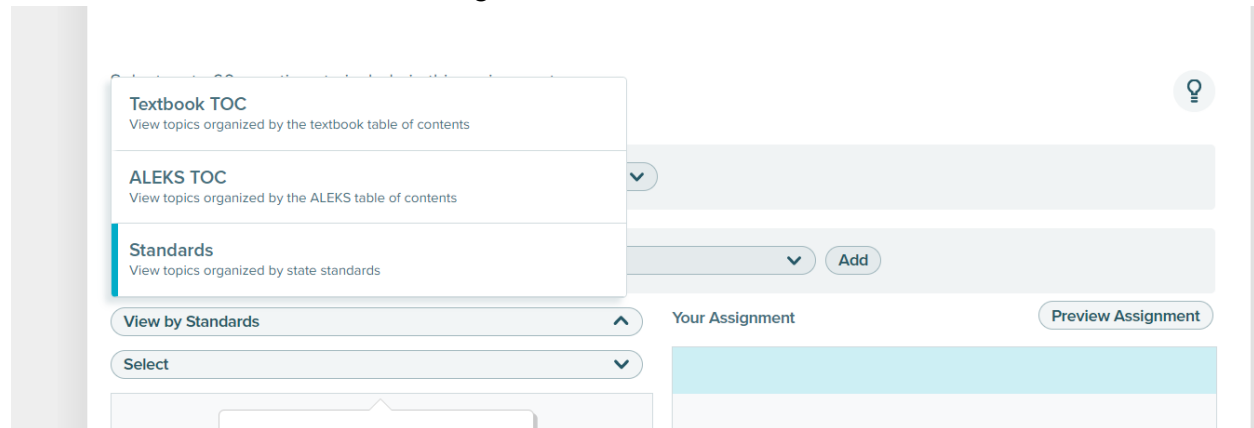 Textbook TOC
View topics organized by the textbook table of contents
ALEKS TOC
View topics organized by the ALEKS table of contents
Standards
View topics organized by state standards
Add
View by Standards
Your Assignment
Preview Assignment
Select